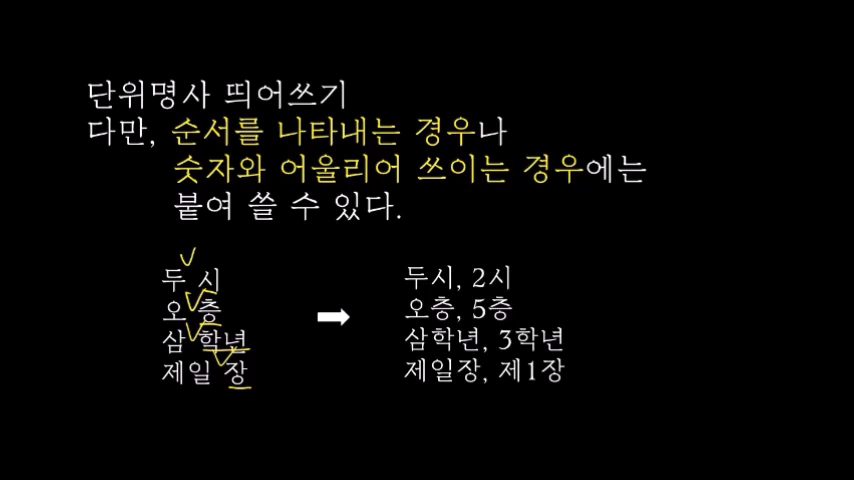 단위명사 띄어쓰기
다만, 순서를 나타내는 경우나
숫자와 어울리어 쓰이는 경우에는
붙여 쓸 수 있다.
두 시
오 층
삼 학년
제일 장
두시, 2시
오층, 5층
삼학년, 3학년
제일장, 제1장